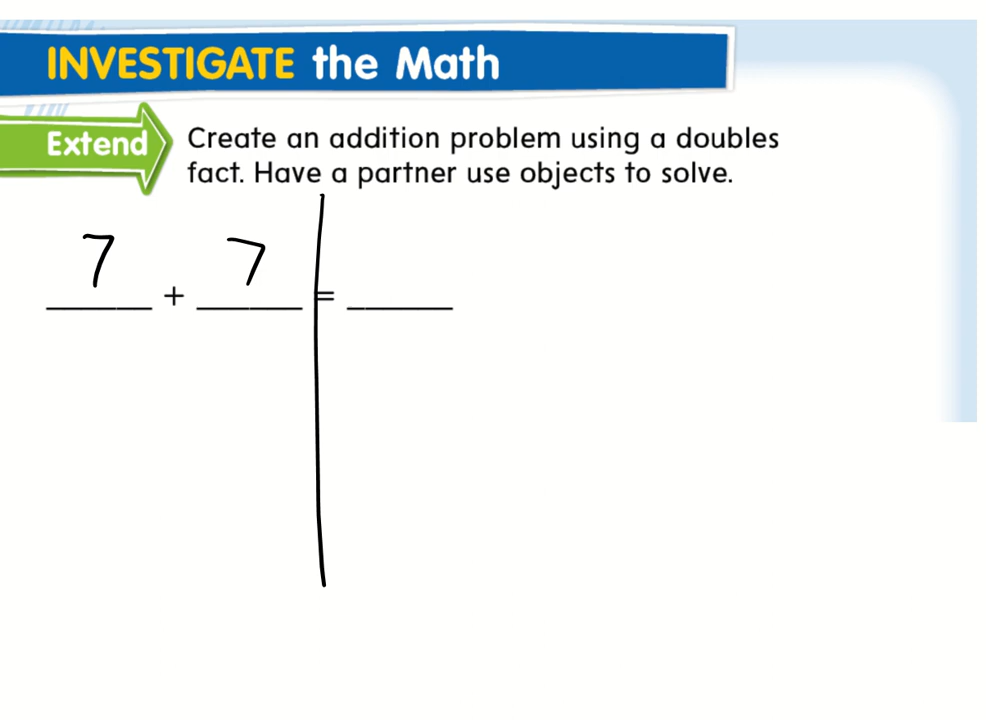 INVESTIGATE the Math
Extend
Create an addition problem using a doubles
fact. Have a partner use objects to solve.
7 + 7 =